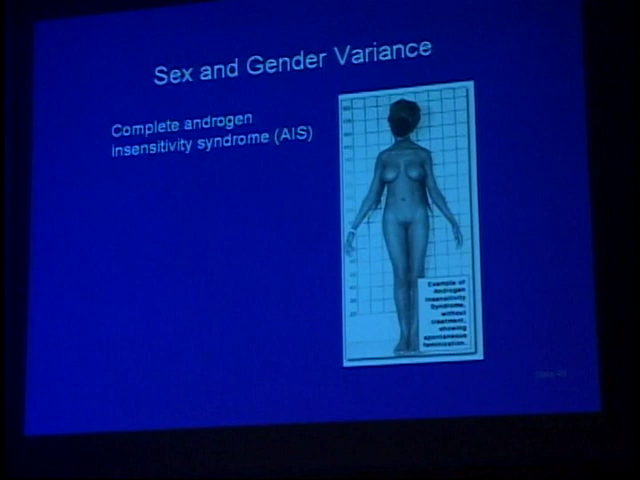 Sex and Gender Variance
Complete androgen
insensitivity syndrome (AIS)
Example of
Androgen
Insensitivity
Syndrome,
without
treatment,
showing
spontaneous
feminization.